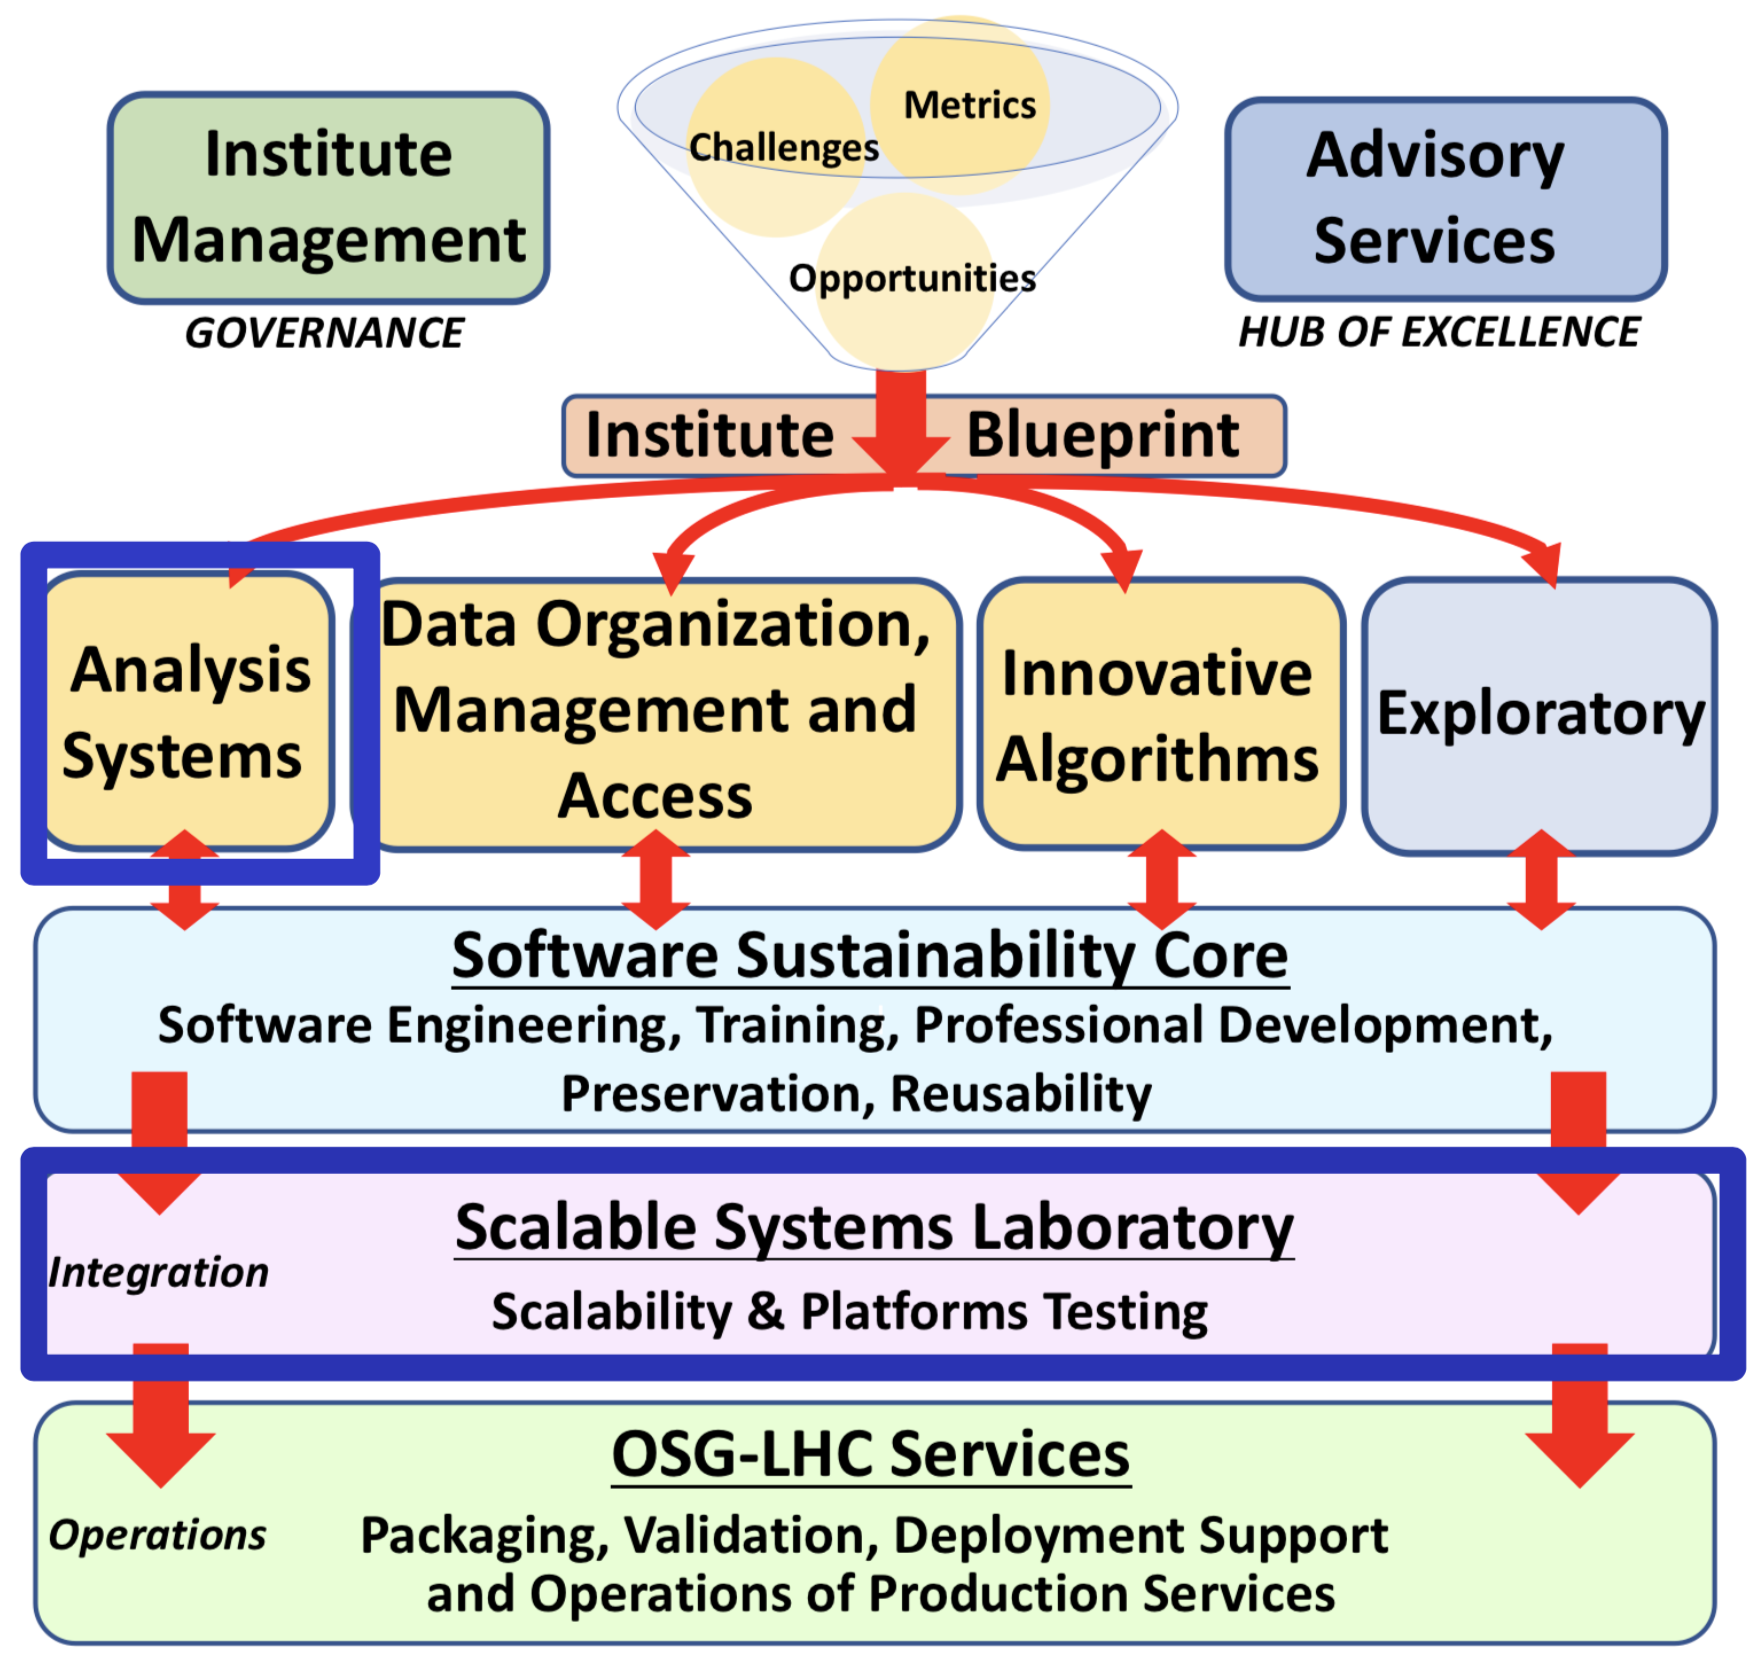 Institute
Management
GOVERNANCE
Metrics
Challenges
Opportunities
Advisory
Services
HUB OF EXCELLENCE
Institute Blueprint
Analysis
Systems
Data Organization,
Management and
Access
Innovative
Algorithms
Exploratory
Software Sustainability Core
Software Engineering, Training, Professional Development,
Preservation, Reusability
Scalable Systems Laboratory
Integration
Scalability & Platforms Testing
OSG-LHC Services
Operations
Packaging, Validation, Deployment Support
and Operations of Production Services